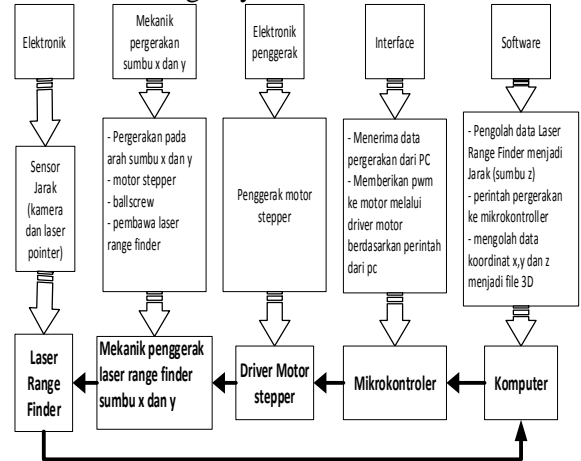 Elektronik
Mekanik
pergerakan
sumbu x dan y
Elektronik
penggerak
Interface
Software
Sensor
Jarak
(kamera
dan laser
pointer)
- Pergerakan pada
arah sumbu x dan y
- motor stepper
- ballscrew
- pembawa laser
range finder
Penggerak motor
stepper
- Menerima data
pergerakan dari PC
- Memberikan pwm
ke motor melalui
driver motor
berdasarkan perintah
dari pc
- Pengolah data Laser
Range Finder menjadi
Jarak (sumbu z)
- perintah pergerakan
ke mikrokontroller
- mengolah data
koordinat x,y dan z
menjadi file 3D
Laser
Range
Finder
Mekanik penggerak
laser range finder
sumbu x dan y
Driver Motor
stepper
Mikrokontroler
Komputer